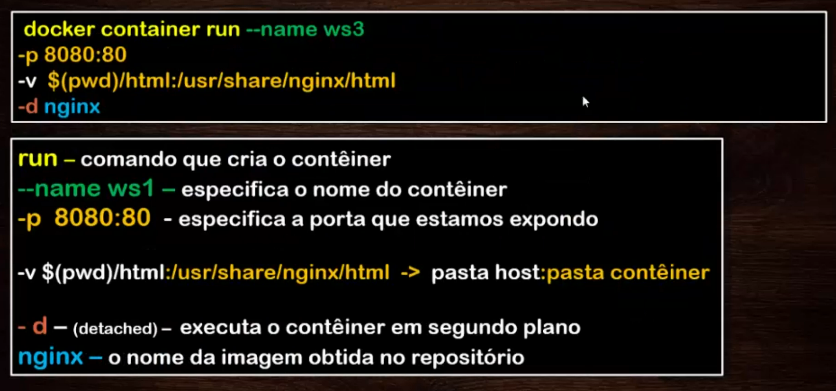 docker container run --name ws3
-p 8080:80
-v $(pwd)/html:/usr/share/nginx/html
-d nginx
run – comando que cria o contêiner
--name ws1 – especifica o nome do contêiner
-p 8080:80 - especifica a porta que estamos expondo
-v $(pwd)/html:/usr/share/nginx/html -> pasta host:pasta contêiner
- d – (detached) – executa o contêiner em segundo plano
nginx – o nome da imagem obtida no repositório